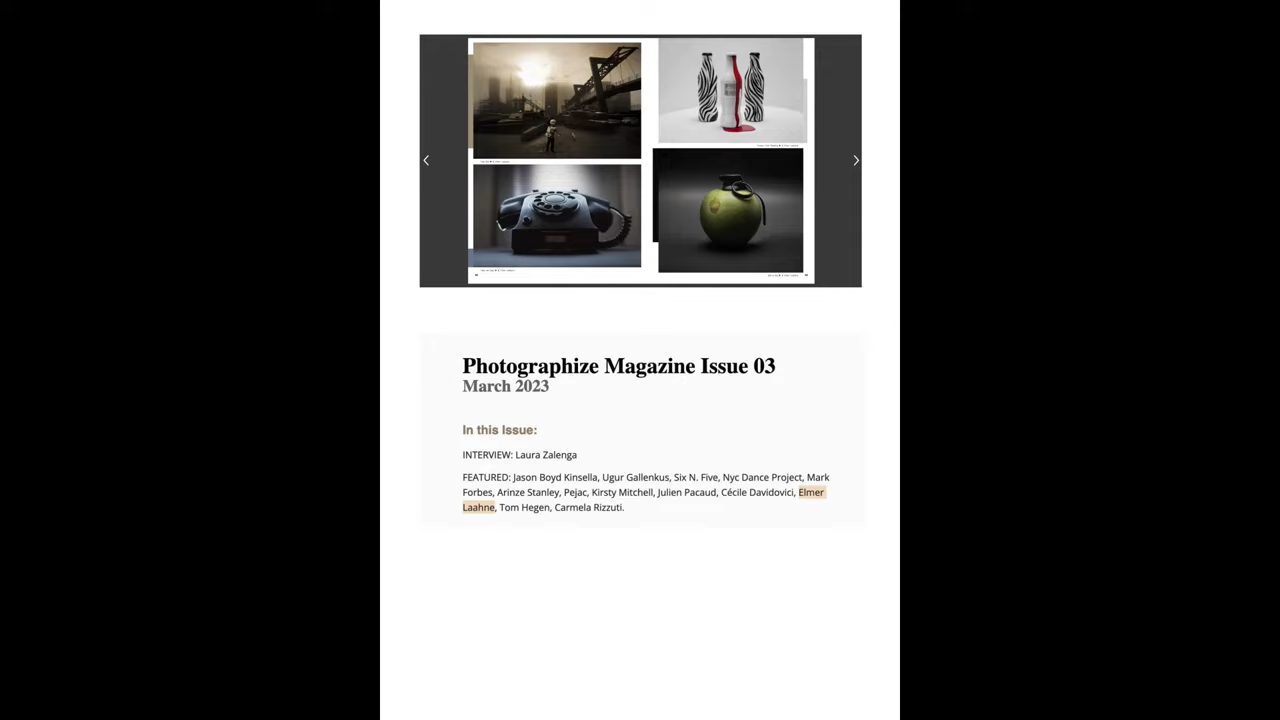 Photographize Magazine Issue 03
March 2023
In this Issue:
INTERVIEW: Laura Zalenga
FEATURED: Jason Boyd Kinsella, Ugur Gallenkus, Six N. Five, Nyc Dance Project, Mark
Forbes, Arinze Stanley, Pejac, Kirsty Mitchell, Julien Pacaud, Cécile Davidovici, Elmer
Laahne, Tom Hegen, Carmela Rizzuti.